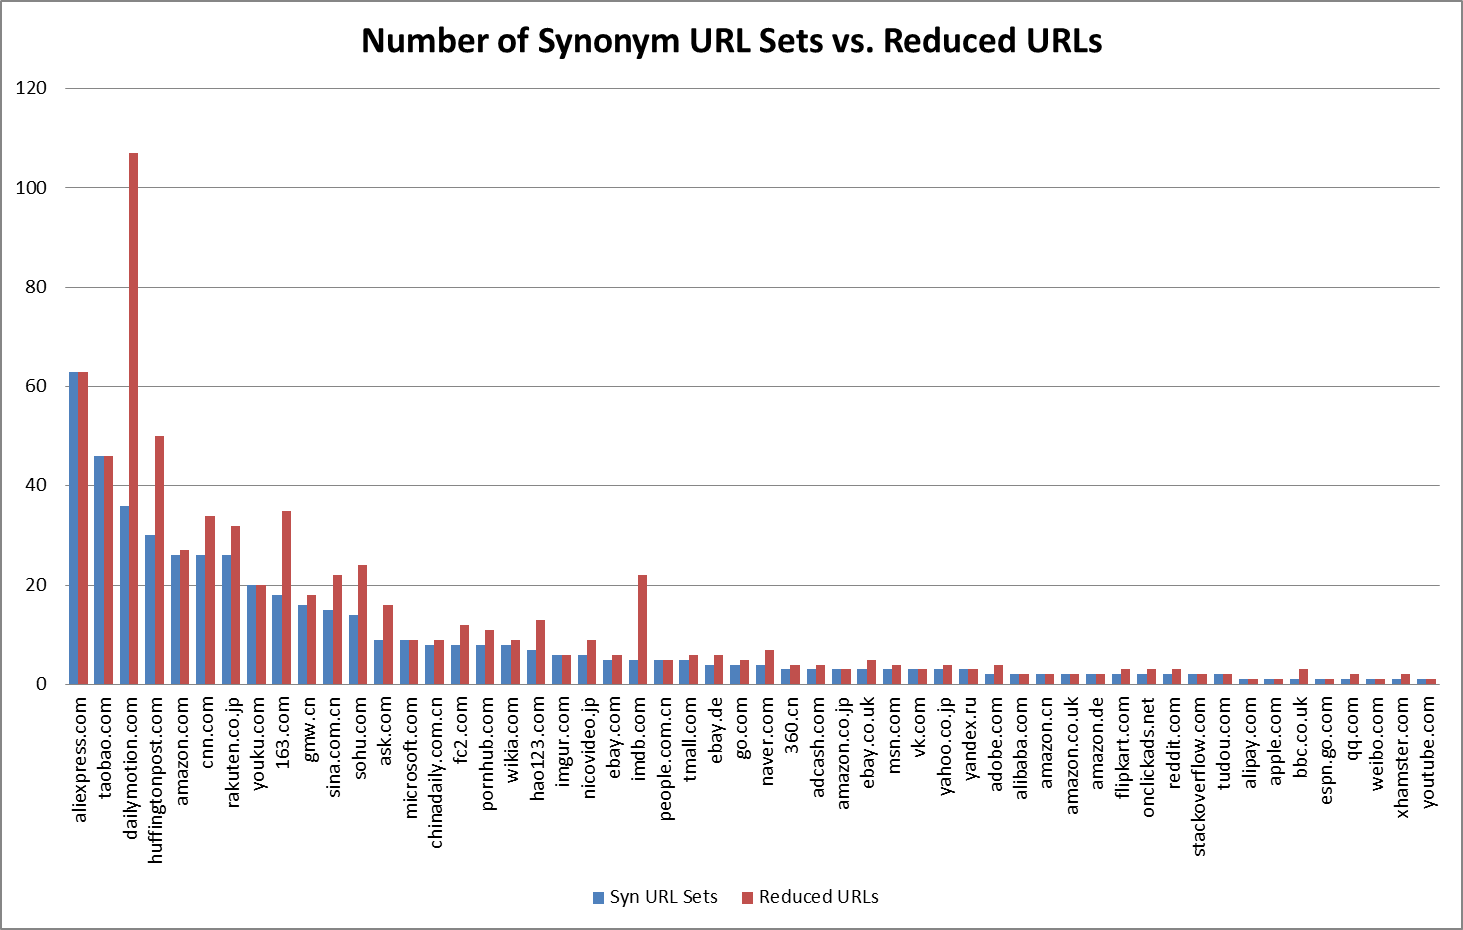 Number of Synonym URL Sets vs. Reduced URLs
120
100
80
60
40
20
0
aliexpress.com
taobao.com
dailymotion.com
huffingtonpost.com
amazon.com
cnn.com
rakuten.co.jp
youku.com
163.com
gmw.cn
sina.com.cn
sohu.com
ask.com
microsoft.com
chinadaily.com.cn
fc2.com
pornhub.com
wikia.com
hao123.com
imgur.com
nicovideo.jp
ebay.com
imdb.com
people.com.cn
tmall.com
ebay.de
go.com
naver.com
360.cn
adcash.com
amazon.co.jp
ebay.co.uk
msn.com
vk.com
yahoo.co.jp
yandex.ru
adobe.com
alibaba.com
amazon.cn
amazon.co.uk
amazon.de
flipkart.com
onclickads.net
reddit.com
stackoverflow.com
tudou.com
alipay.com
apple.com
bbc.co.uk
espn.go.com
qq.com
weibo.com
xhamster.com
youtube.com
Syn URL Sets
Reduced URLs